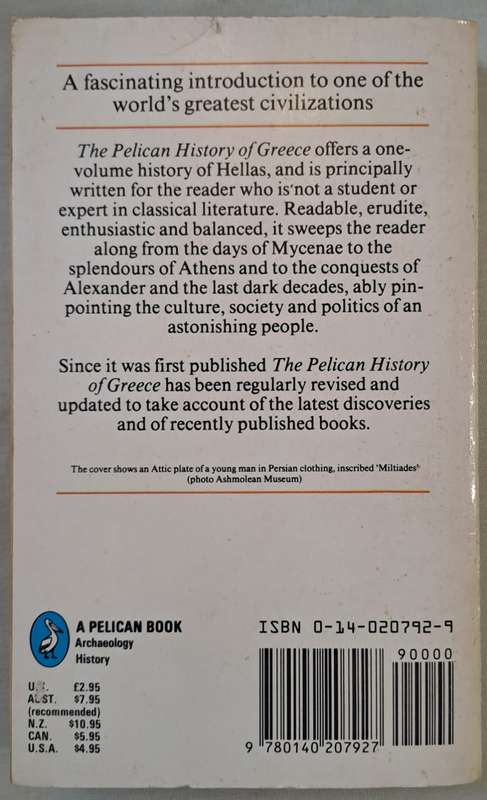 A fascinating introduction to one of the
world's greatest civilizations
The Pelican History of Greece offers a one-
volume history of Hellas, and is principally
written for the reader who is not a student or
expert in classical literature. Readable, erudite,
enthusiastic and balanced, it sweeps the reader
along from the days of Mycenae to the
splendours of Athens and to the conquests of
Alexander and the last dark decades, ably pin-
pointing the culture, society and politics of an
astonishing people.
Since it was first published The Pelican History
of Greece has been regularly revised and
updated to take account of the latest discoveries
and of recently published books.
The cover shows an Attic plate of a young man in Persian clothing, inscribed 'Miltiades'
(photo Ashmolean Museum)
A PELICAN BOOK
Archaeology
History
ISBN 0-14-020792-9
90000
£2.95
$7.95
(recommended)
N.Z. $10.95
CAN. $5.95
U.S.A. $4.95
9 780140 207927